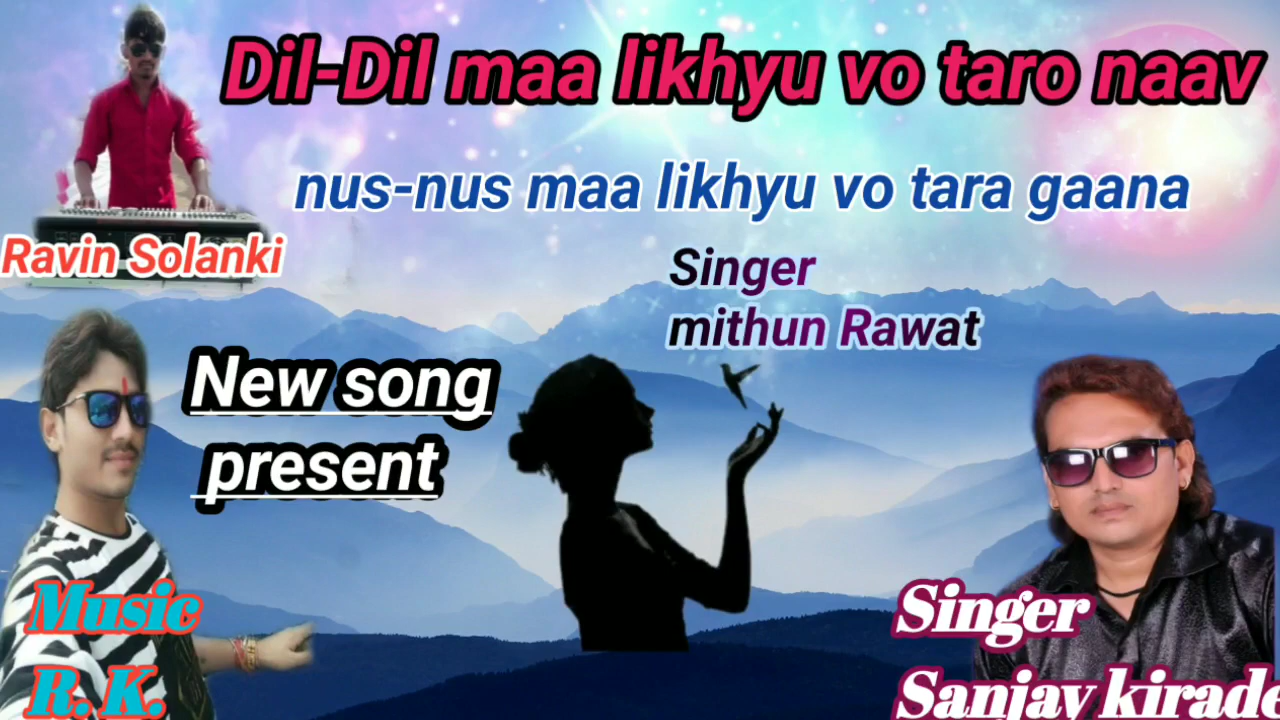 Dil-Dil maa likhyu vo taro naav
nus-nus maa likhyu vo tara gaana
Ravin Solanki
Singer
mithun Rawat
New song
present
Music
R. K.
Singer
Sanjay kirade